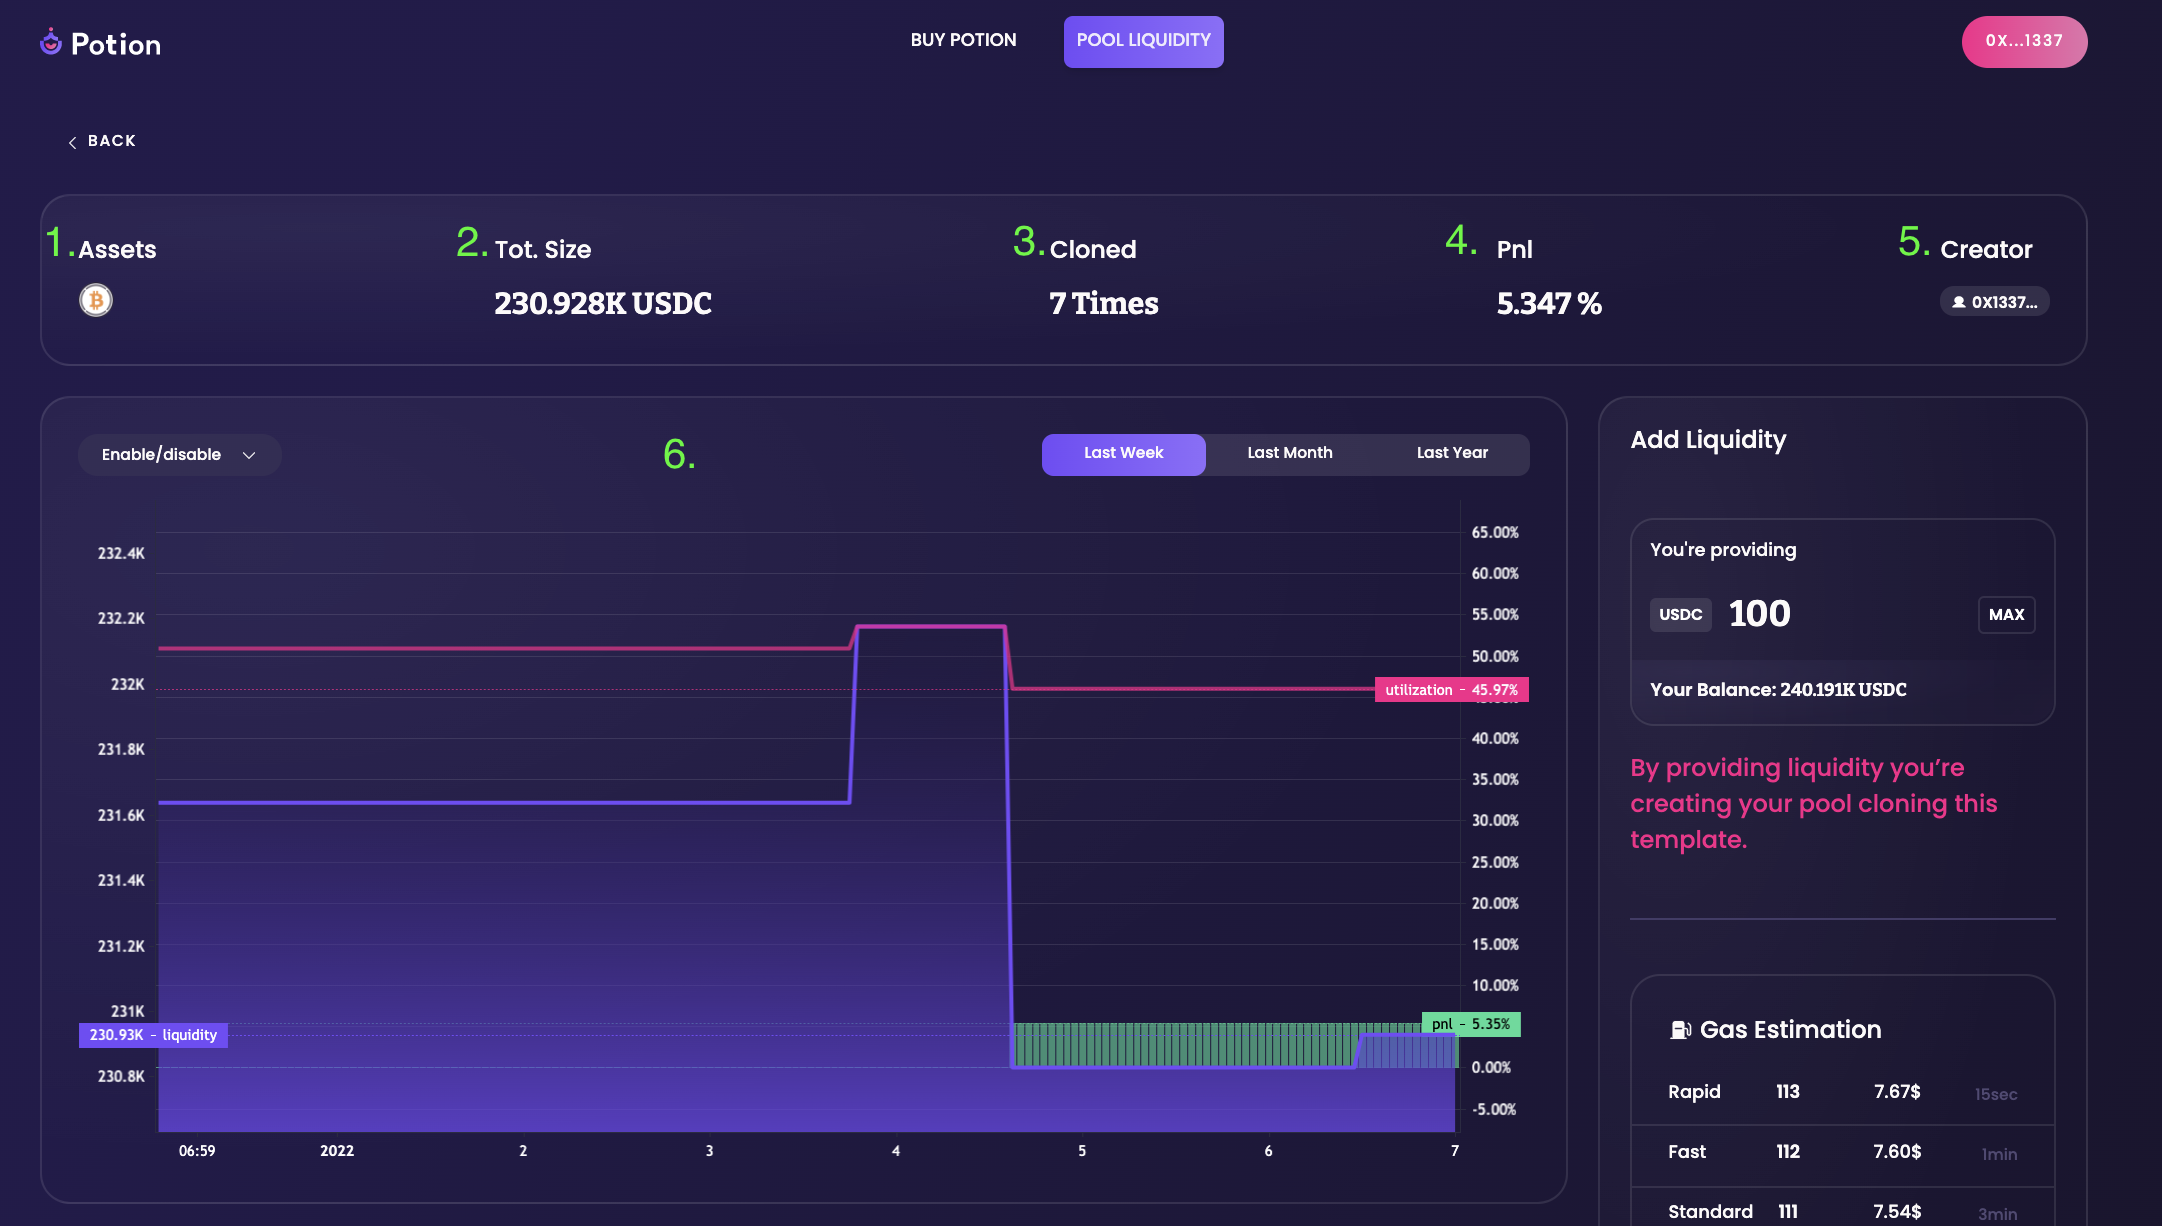 Potion
BUY POTION
POOL LIQUIDITY
0X...1337
BACK
1. Assets
2. Tot. Size
3. Cloned
4. Pnl
5. Creator
230.928K USDC
7 Times
5.347 %
0X1337...
Enable/disable
6.
Last Week
Last Month
Last Year
232.4K
232.2K
232K
231.8K
231.6K
231.4K
231.2K
231K
230.93K - liquidity
230.8K
65.00%
60.00%
55.00%
50.00%
utilization - 45.97%
40.00%
35.00%
30.00%
25.00%
20.00%
15.00%
10.00%
pnl - 5.35%
0.00%
-5.00%
06:59
2022
2
3
4
5
6
7
Add Liquidity
You're providing
USDC 100
MAX
Your Balance: 240.191K USDC
By providing liquidity you're
creating your pool cloning this
template.
Gas Estimation
Rapid 113 7.67$ 15sec
Fast 112 7.60$ 1min
Standard 111 7.54$ 3min